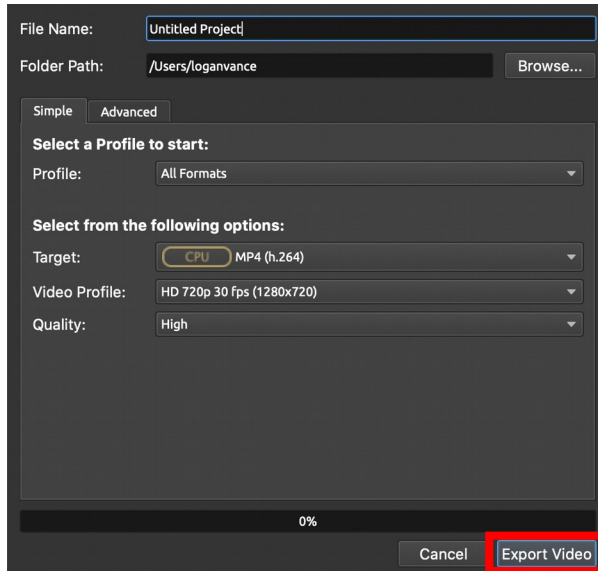 File Name: Untitled Project
Folder Path: /Users/loganvance Browse...
Simple Advanced
Select a Profile to start:
Profile: All Formats
Select from the following options:
Target: CPU MP4 (h.264)
Video Profile: HD 720p 30 fps (1280x720)
Quality: High
0%
Cancel Export Video